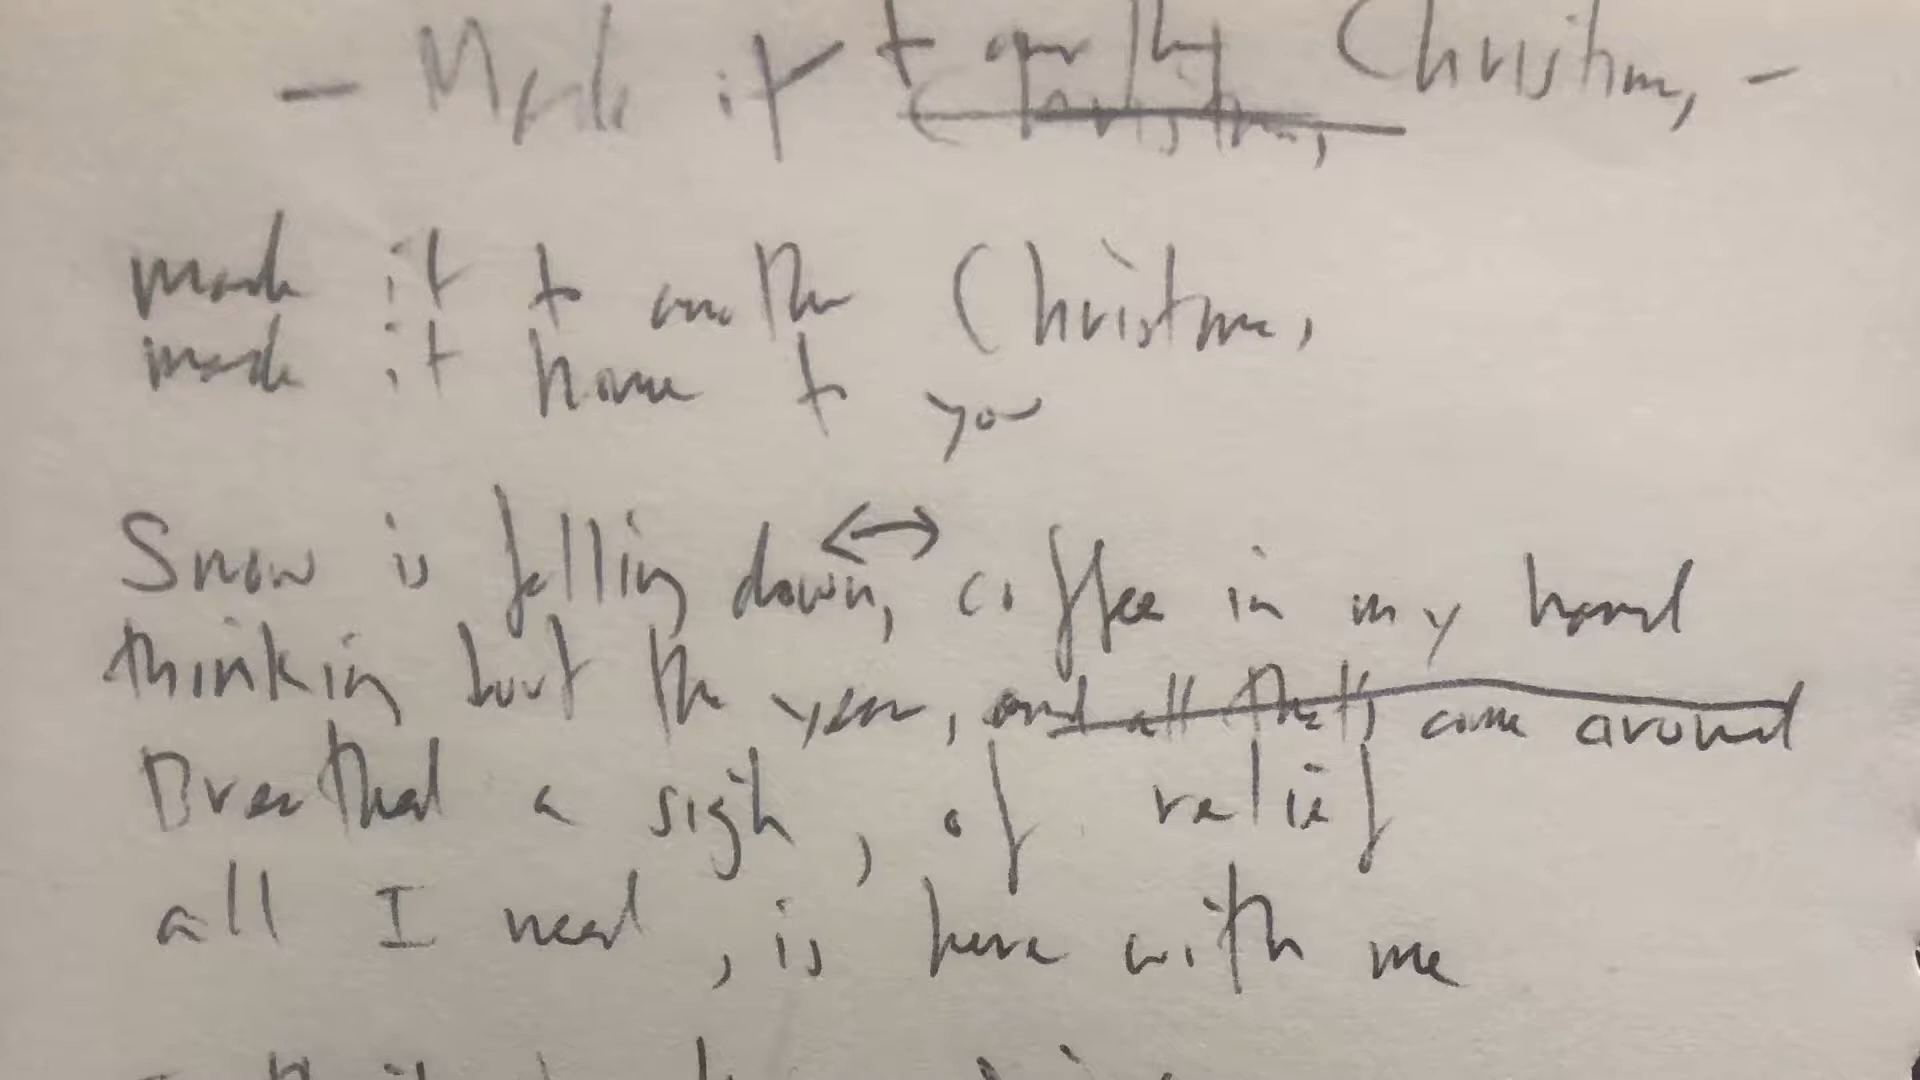 - Made it to another Christmas -
Christmas
made it to another Christmas,
made it home to you
Snow is falling down, ↔ coffee in my hand
thinking bout the year, and all that's come around
Breathed a sigh, of relief
all I need, is here with me